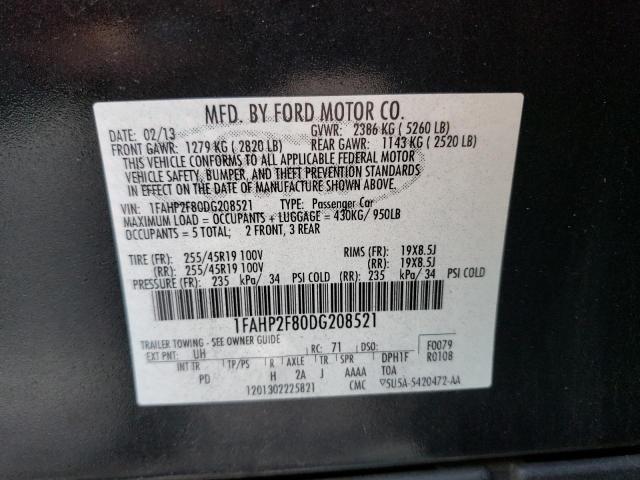 MFD. BY FORD MOTOR CO.
DATE: 02/13 GVWR: 2386 KG ( 5260 LB)
FRONT GAWR: 1279 KG ( 2820 LB) REAR GAWR: 1143 KG ( 2520 LB)
THIS VEHICLE CONFORMS TO ALL APPLICABLE FEDERAL MOTOR
VEHICLE SAFETY, BUMPER, AND THEFT PREVENTION STANDARDS
IN EFFECT ON THE DATE OF MANUFACTURE SHOWN ABOVE.
VIN: 1FAHP2F80DG208521 TYPE: Passenger Car
MAXIMUM LOAD = OCCUPANTS + LUGGAGE = 430KG/ 950LB
OCCUPANTS = 5 TOTAL; 2 FRONT, 3 REAR
TIRE (FR): 255/45R19 100V RIMS (FR): 19X8.5J
(RR): 255/45R19 100V (RR): 19X8.5J
PRESSURE (FR): 235 kPa/ 34 PSI COLD (RR): 235 kPa/ 34 PSI COLD
1FAHP2F80DG208521
TRAILER TOWING - SEE OWNER GUIDE
EXT PNT: UH RC: 71 DSO: F0079
INT TR TP/PS R AXLE TR SPR DPH1F R0108
PD H 2A J AAAA TOA
1201302225821 CMC ▽5U5A-5420472-AA